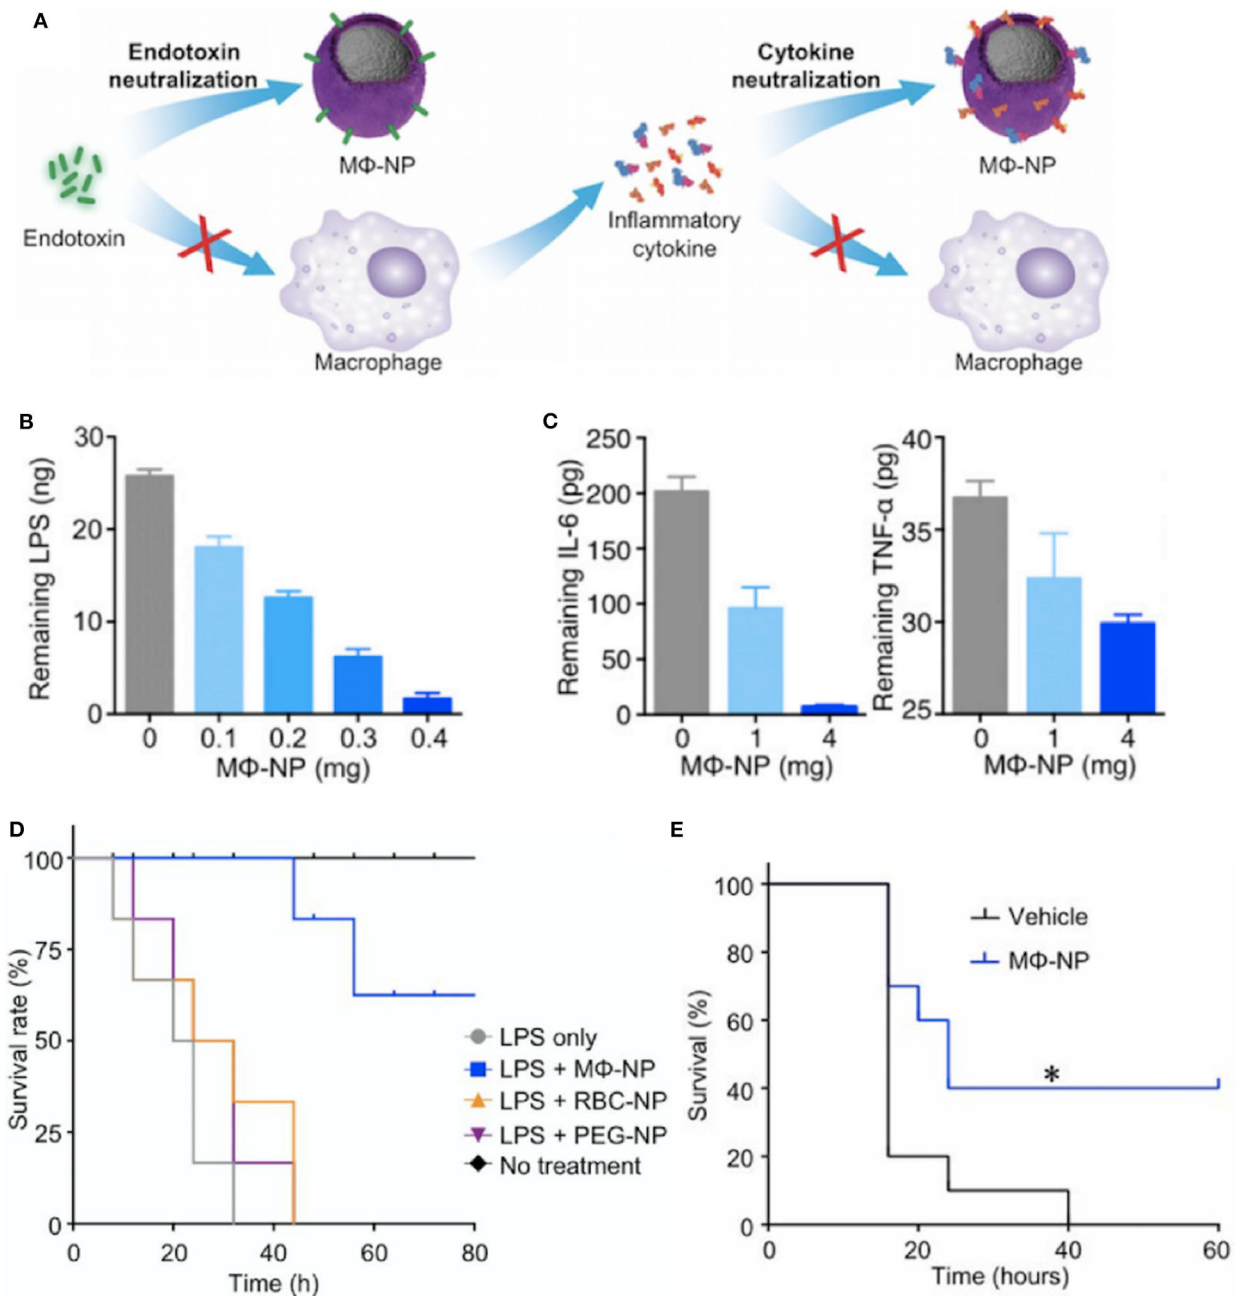 A
Endotoxin
neutralization
Cytokine
neutralization
MΦ-NP
MΦ-NP
Endotoxin
Inflammatory
cytokine
Macrophage
Macrophage
B
Remaining LPS (ng)
30
20
10
0
0 0.1 0.2 0.3 0.4
MΦ-NP (mg)
C
Remaining IL-6 (pg)
250
200
150
100
50
0
0 1 4
MΦ-NP (mg)
Remaining TNF-α (pg)
40
35
30
25
0 1 4
MΦ-NP (mg)
D
Survival rate (%)
100
75
50
25
0
0 20 40 60 80
Time (h)
LPS only
LPS + MΦ-NP
LPS + RBC-NP
LPS + PEG-NP
No treatment
E
Survival (%)
100
80
60
40
20
0
0 20 40 60
Time (hours)
Vehicle
MΦ-NP
*